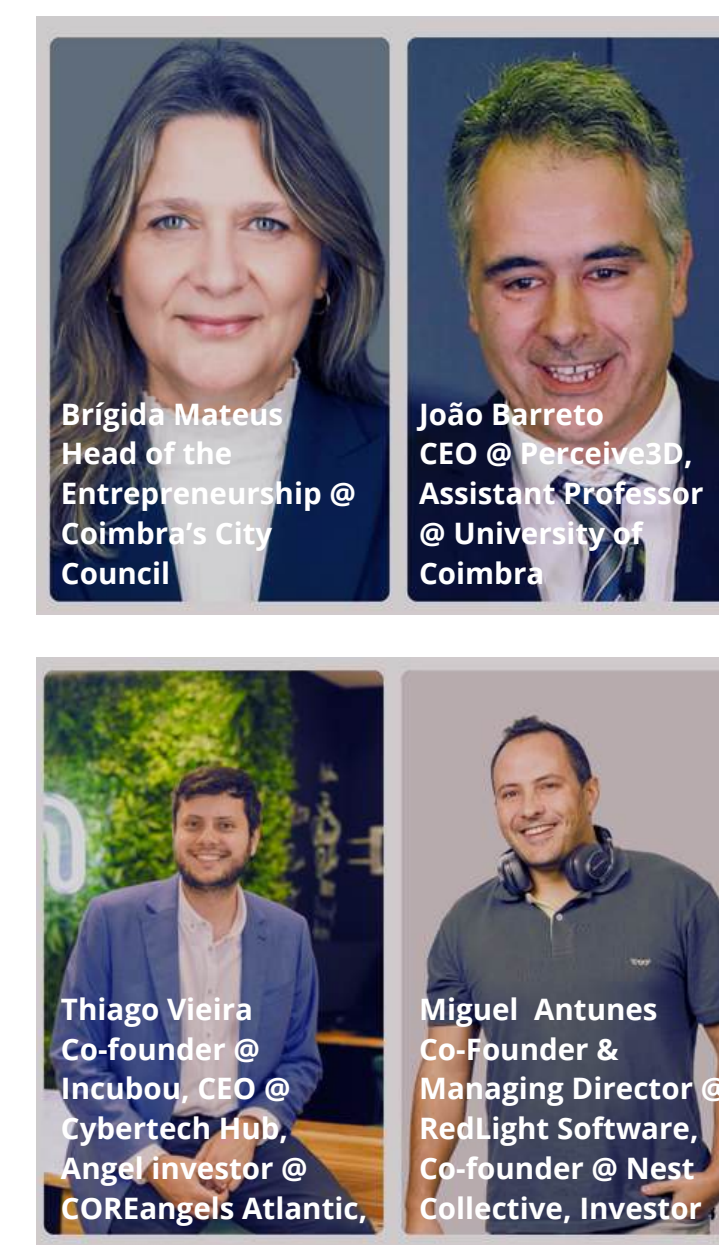 Brígida Mateus
Head of the
Entrepreneurship @
Coimbra's City
Council
João Barreto
CEO @ Perceive3D,
Assistant Professor
@ University of
Coimbra
Thiago Vieira
Co-founder @
Incubou, CEO @
Cybertech Hub,
Angel investor @
COREangels Atlantic,
Miguel  Antunes
Co-Founder &
Managing Director @
RedLight Software,
Co-founder @ Nest
Collective, Investor